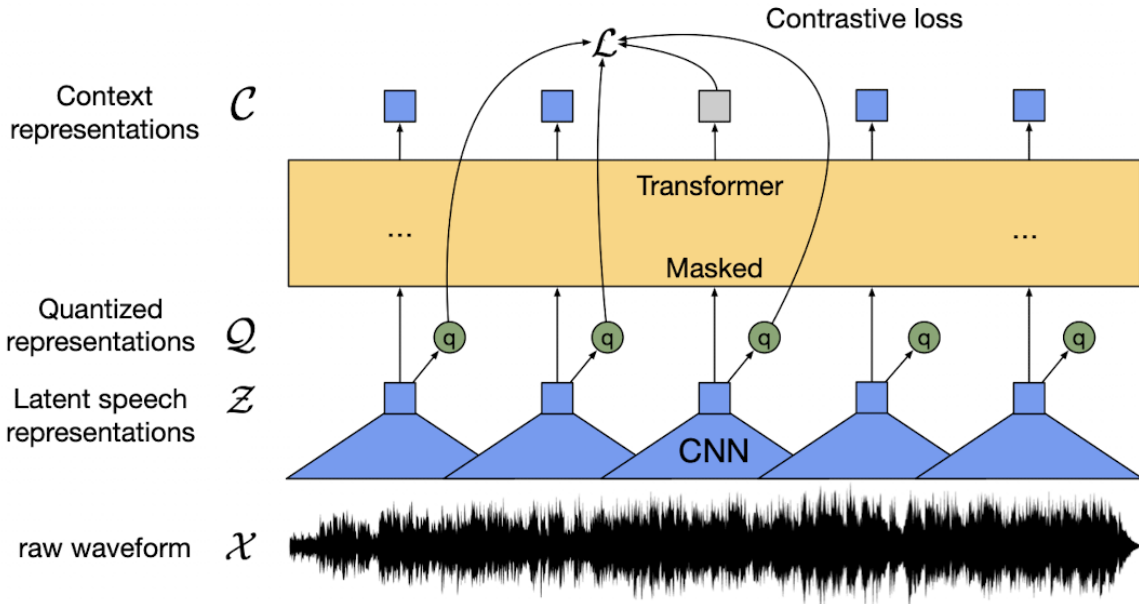 Contrastive loss
ℒ
Context
representations
𝒞
Transformer
...
...
Masked
Quantized
representations
𝒬
q
q
q
q
q
Latent speech
representations
𝒵
CNN
raw waveform
𝒳